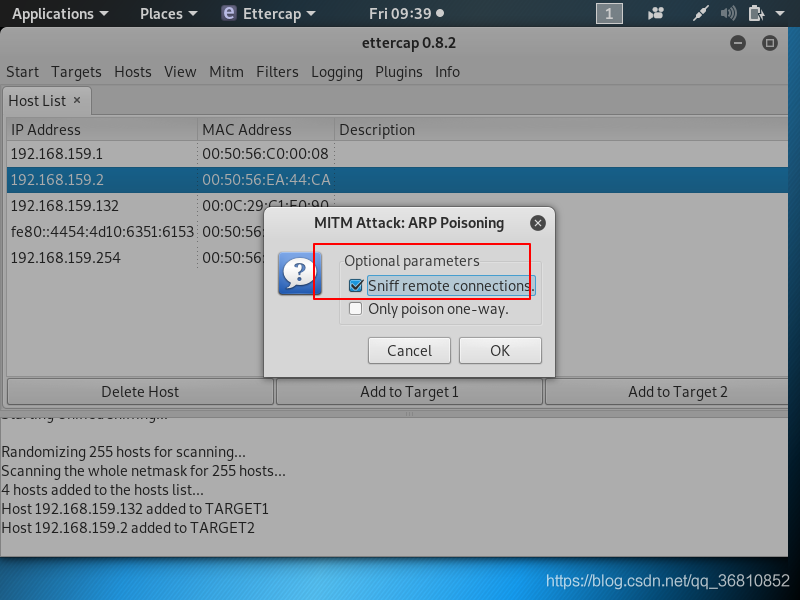 Applications Places Ettercap Fri 09:39 1
ettercap 0.8.2
Start Targets Hosts View Mitm Filters Logging Plugins Info
Host List ×
IP Address MAC Address Description
192.168.159.1 00:50:56:C0:00:08
192.168.159.2 00:50:56:EA:44:CA
192.168.159.132 00:0C:29:C1:E0:90
fe80::4454:4d10:6351:6153 00:50:56
192.168.159.254 00:50:56
MITM Attack: ARP Poisoning
Optional parameters
Sniff remote connections.
Only poison one-way.
Cancel OK
Delete Host Add to Target 1 Add to Target 2
Randomizing 255 hosts for scanning...
Scanning the whole netmask for 255 hosts...
4 hosts added to the hosts list...
Host 192.168.159.132 added to TARGET1
Host 192.168.159.2 added to TARGET2
https://blog.csdn.net/qq_36810852